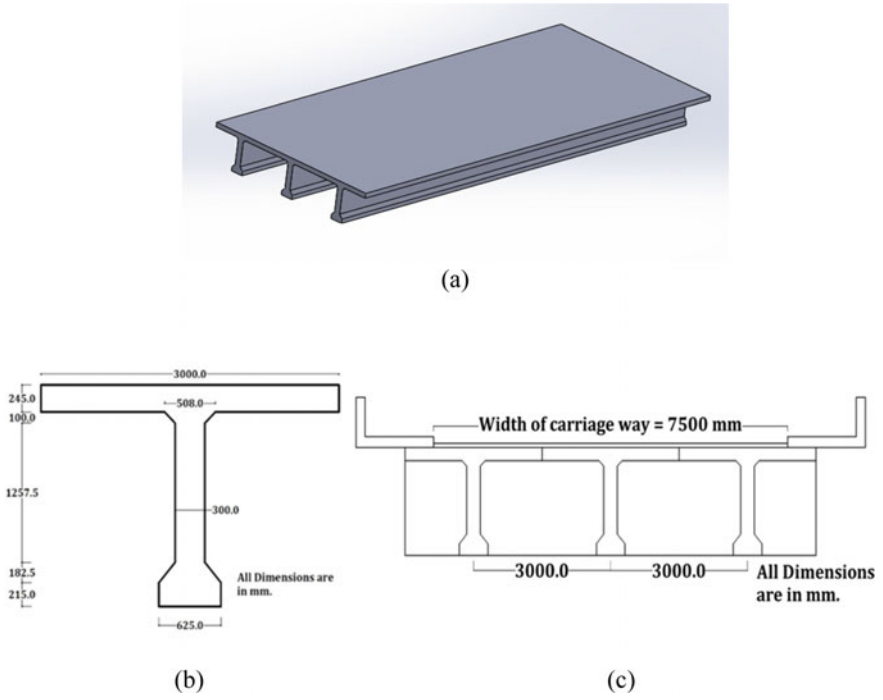 (a)
3000.0
245.0
508.0
100.0
1257.5
300.0
182.5
215.0
All Dimensions are
in mm.
625.0
(b)
Width of carriage way = 7500 mm
3000.0
3000.0
All Dimensions
are in mm.
(c)